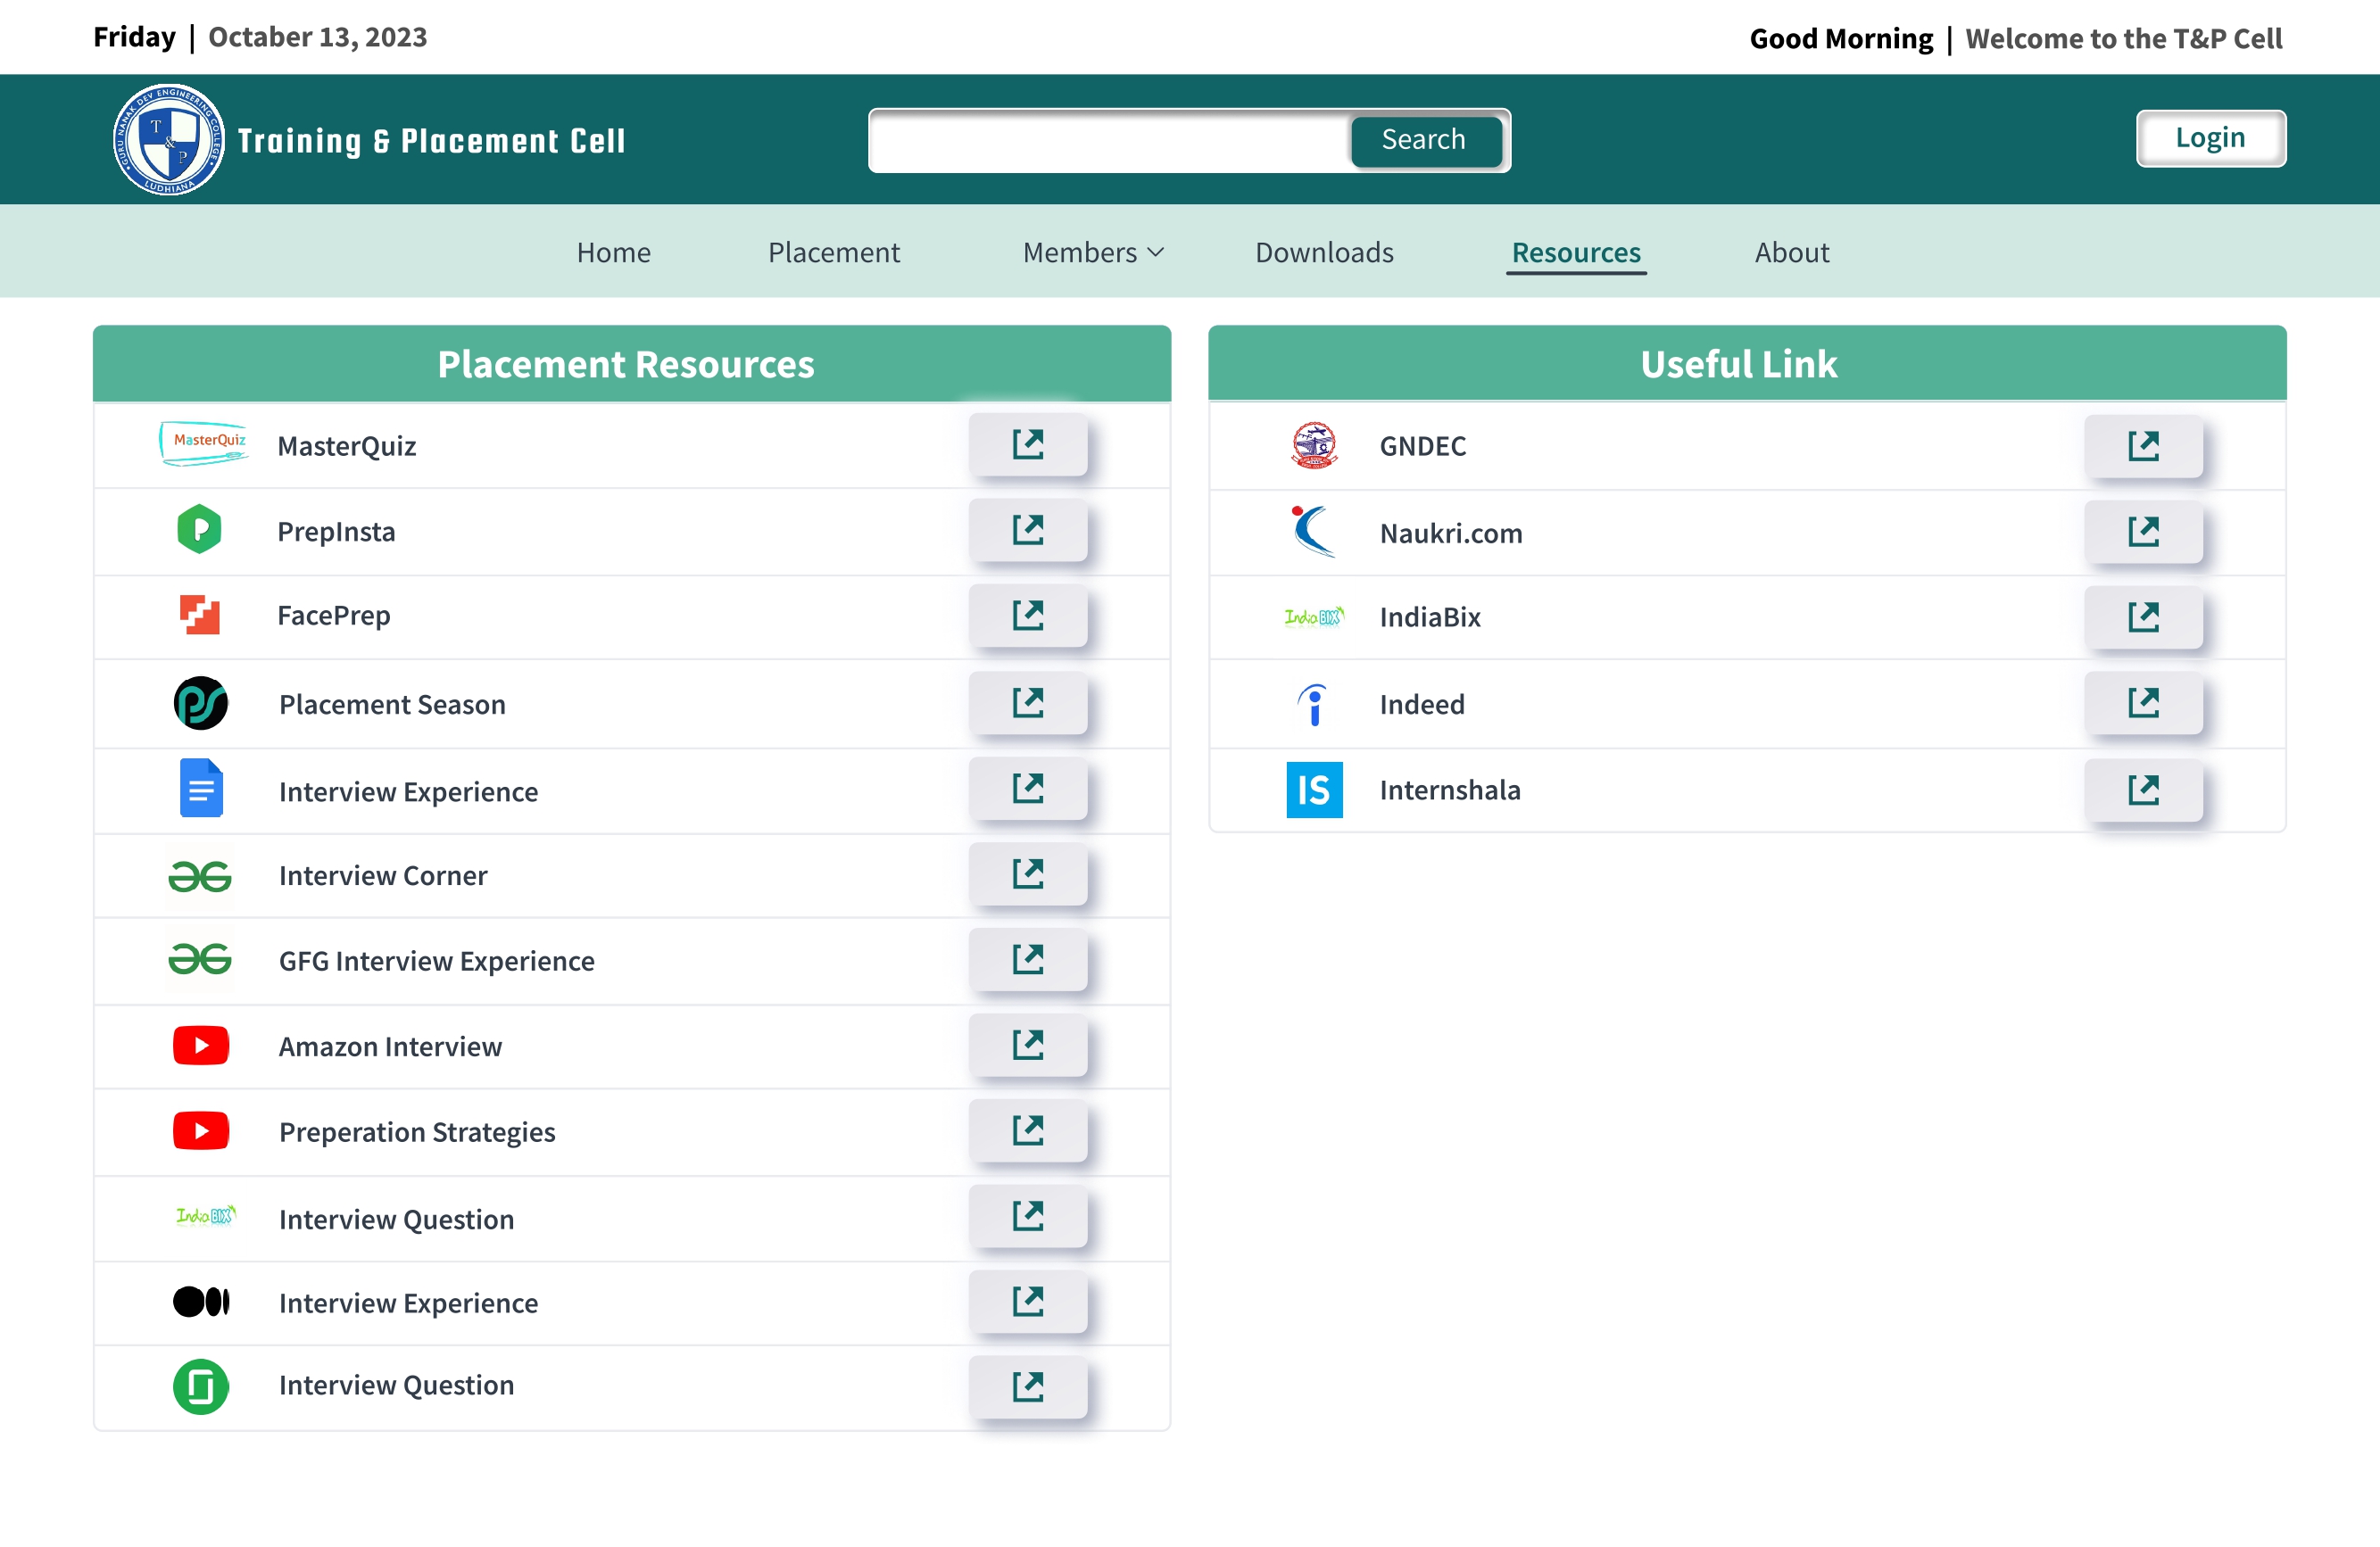 Friday | Octaber 13, 2023
Good Morning | Welcome to the T&P Cell
GURU NANAK DEV ENGINEERING COLLEGE
T
&
P
LUDHIANA
Training & Placement Cell
Search
Login
Home
Placement
Members
Downloads
Resources
About
Placement Resources
MasterQuiz MasterQuiz
PrepInsta
FacePrep
Placement Season
Interview Experience
Interview Corner
GFG Interview Experience
Amazon Interview
Preperation Strategies
IndiaBIX Interview Question
Interview Experience
Interview Question
Useful Link
GNDEC
Naukri.com
IndiaBIX IndiaBix
Indeed
IS Internshala